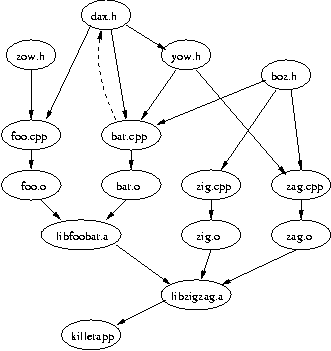 dax.h
zow.h
yow.h
boz.h
foo.cpp
bar.cpp
foo.o
bar.o
zig.cpp
zag.cpp
libfoobar.a
zig.o
zag.o
libzigzag.a
killerapp